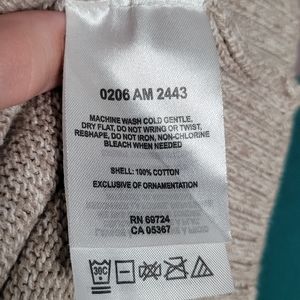 0206 AM 2443
MACHINE WASH COLD GENTLE,
DRY FLAT, DO NOT WRING OR TWIST,
RESHAPE, DO NOT IRON, NON-CHLORINE
BLEACH WHEN NEEDED
SHELL: 100% COTTON
EXCLUSIVE OF ORNAMENTATION
RN 69724
CA 05367
30C